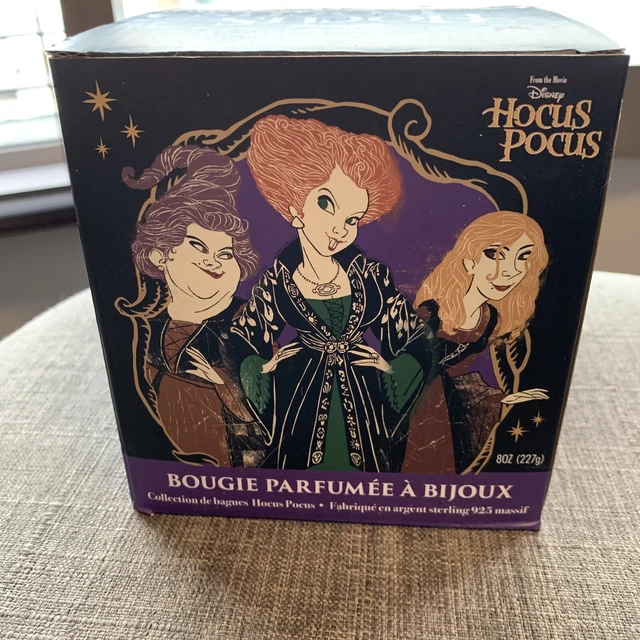 From the Movie
Disney
HOCUS
POCUS
8OZ (227g)
BOUGIE PARFUMÉE À BIJOUX
Collection de bagues Hocus Pocus • Fabriqué en argent sterling 925 massif